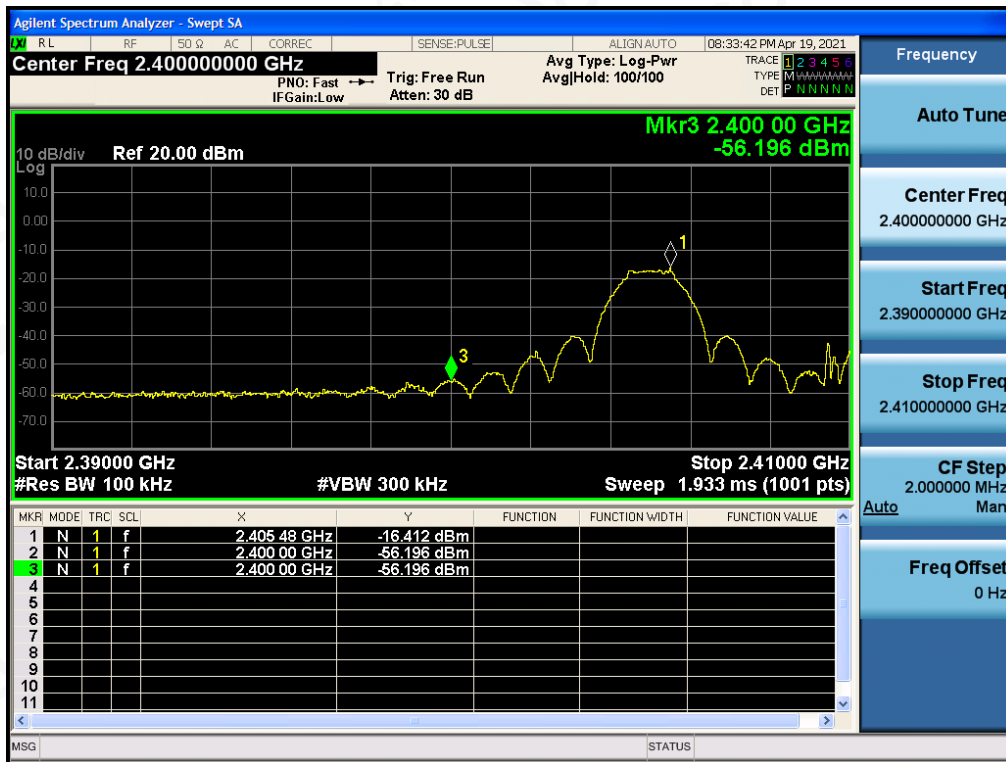 Agilent Spectrum Analyzer - Swept SA
LXI RL RF 50 Ω AC CORREC SENSE:PULSE ALIGN AUTO 08:33:42 PM Apr 19, 2021
Center Freq 2.400000000 GHz
PNO: Fast
IFGain:Low
Trig: Free Run
Atten: 30 dB
Avg Type: Log-Pwr
Avg|Hold: 100/100
TRACE 1 2 3 4 5 6
TYPE M WWWWW
DET P N N N N N
Mkr3 2.400 00 GHz
-56.196 dBm
10 dB/div Ref 20.00 dBm
Log
10.0
0.00
-10.0
-20.0
-30.0
-40.0
-50.0
-60.0
-70.0
1
3
Start 2.39000 GHz Stop 2.41000 GHz
#Res BW 100 kHz #VBW 300 kHz Sweep 1.933 ms (1001 pts)
MKR MODE TRC SCL X Y FUNCTION FUNCTION WIDTH FUNCTION VALUE
1 N 1 f 2.405 48 GHz -16.412 dBm
2 N 1 f 2.400 00 GHz -56.196 dBm
3 N 1 f 2.400 00 GHz -56.196 dBm
4
5
6
7
8
9
10
11
MSG STATUS
Frequency
Auto Tune
Center Freq
2.400000000 GHz
Start Freq
2.390000000 GHz
Stop Freq
2.410000000 GHz
CF Step
2.000000 MHz
Auto Man
Freq Offset
0 Hz